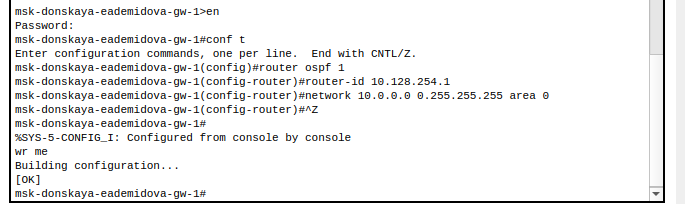 msk-donskaya-eademidova-gw-1>en
Password:
msk-donskaya-eademidova-gw-1#conf t
Enter configuration commands, one per line.  End with CNTL/Z.
msk-donskaya-eademidova-gw-1(config)#router ospf 1
msk-donskaya-eademidova-gw-1(config-router)#router-id 10.128.254.1
msk-donskaya-eademidova-gw-1(config-router)#network 10.0.0.0 0.255.255.255 area 0
msk-donskaya-eademidova-gw-1(config-router)#^Z
msk-donskaya-eademidova-gw-1#
%SYS-5-CONFIG_I: Configured from console by console
wr me
Building configuration...
[OK]
msk-donskaya-eademidova-gw-1#